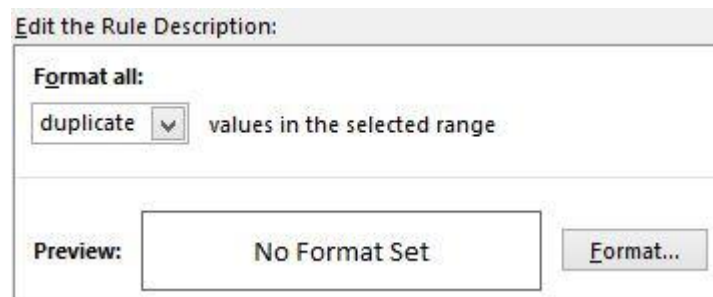 Edit the Rule Description:
Format all:
duplicate values in the selected range
Preview: No Format Set Format...